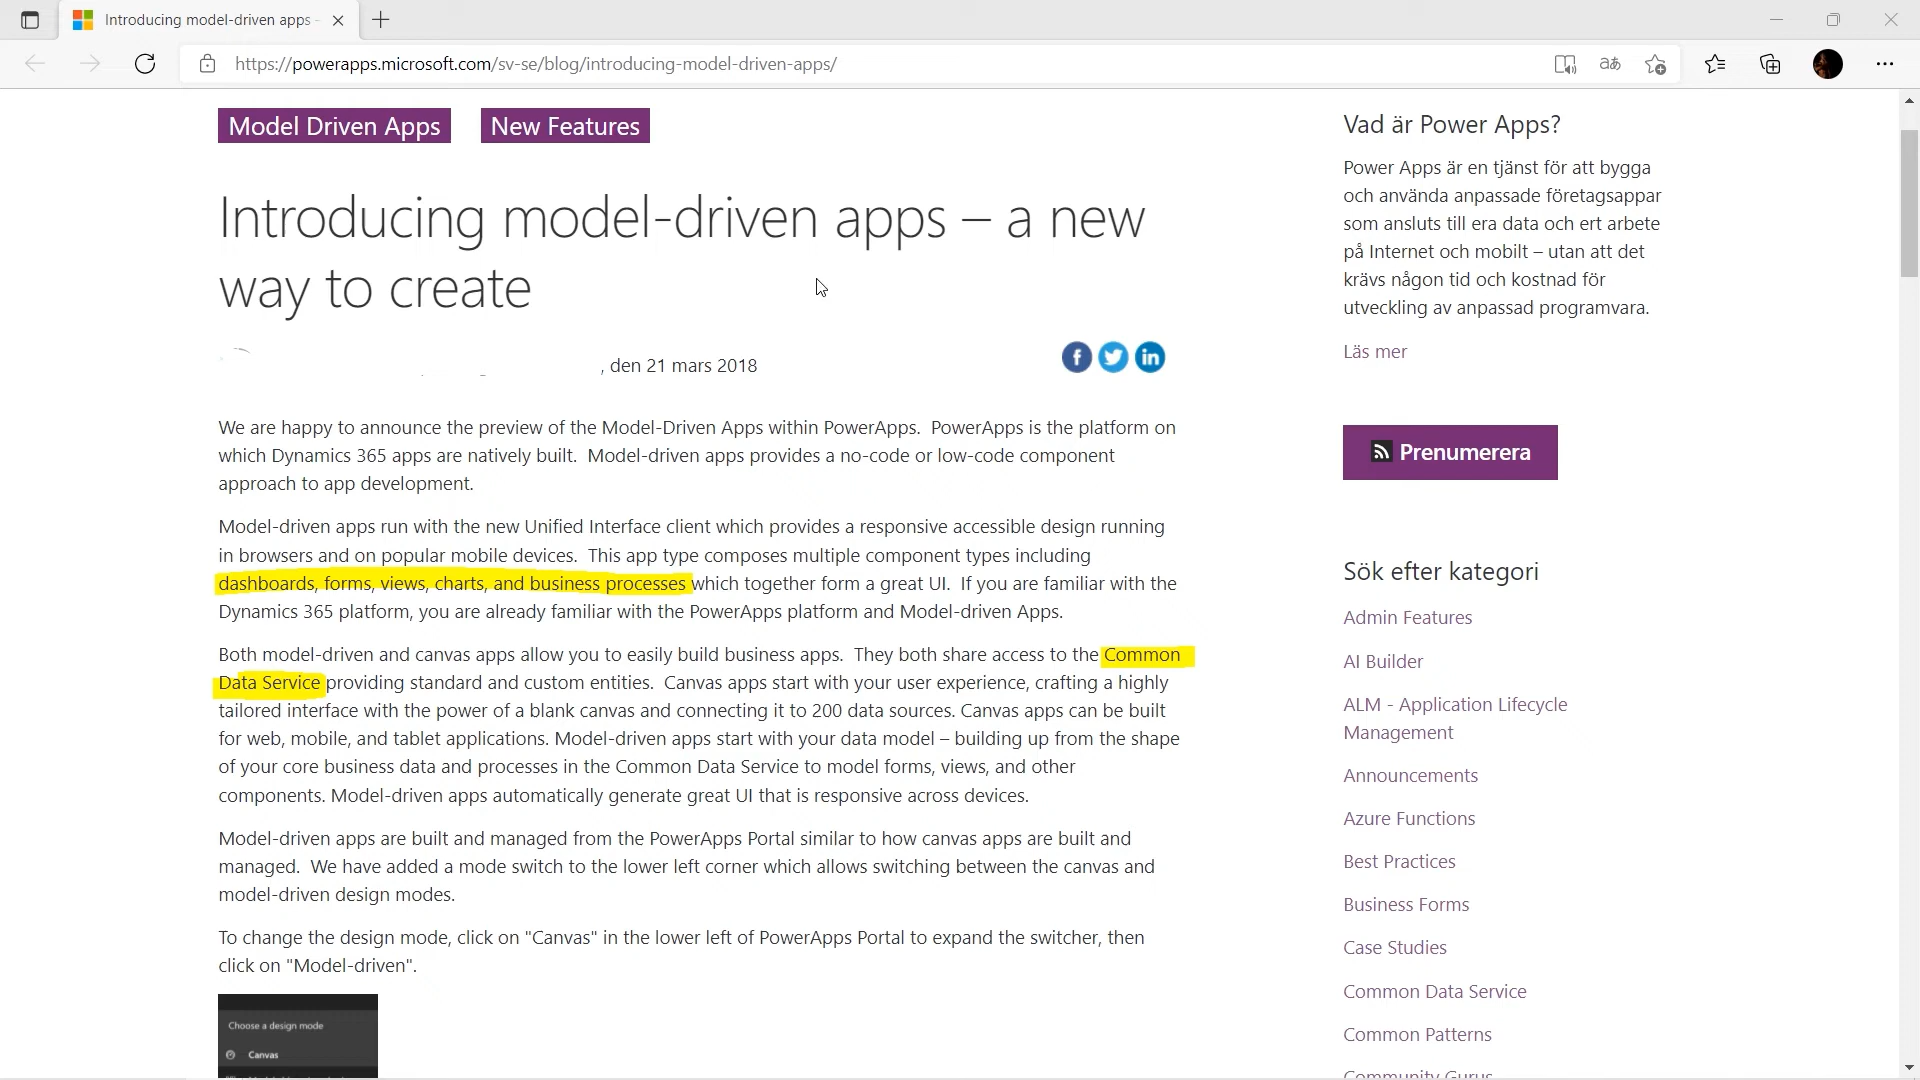 Introducing model-driven apps -
https://powerapps.microsoft.com/sv-se/blog/introducing-model-driven-apps/
Model Driven Apps
New Features
Introducing model-driven apps – a new
way to create
, den 21 mars 2018
We are happy to announce the preview of the Model-Driven Apps within PowerApps.  PowerApps is the platform on
which Dynamics 365 apps are natively built.  Model-driven apps provides a no-code or low-code component
approach to app development.
Model-driven apps run with the new Unified Interface client which provides a responsive accessible design running
in browsers and on popular mobile devices.  This app type composes multiple component types including
dashboards, forms, views, charts, and business processes which together form a great UI.  If you are familiar with the
Dynamics 365 platform, you are already familiar with the PowerApps platform and Model-driven Apps.
Both model-driven and canvas apps allow you to easily build business apps.  They both share access to the Common
Data Service providing standard and custom entities.  Canvas apps start with your user experience, crafting a highly
tailored interface with the power of a blank canvas and connecting it to 200 data sources. Canvas apps can be built
for web, mobile, and tablet applications. Model-driven apps start with your data model – building up from the shape
of your core business data and processes in the Common Data Service to model forms, views, and other
components. Model-driven apps automatically generate great UI that is responsive across devices.
Model-driven apps are built and managed from the PowerApps Portal similar to how canvas apps are built and
managed.  We have added a mode switch to the lower left corner which allows switching between the canvas and
model-driven design modes.
To change the design mode, click on "Canvas" in the lower left of PowerApps Portal to expand the switcher, then
click on "Model-driven".
Choose a design mode
Canvas
Vad är Power Apps?
Power Apps är en tjänst för att bygga
och använda anpassade företagsappar
som ansluts till era data och ert arbete
på Internet och mobilt – utan att det
krävs någon tid och kostnad för
utveckling av anpassad programvara.
Läs mer
Prenumerera
Sök efter kategori
Admin Features
AI Builder
ALM - Application Lifecycle
Management
Announcements
Azure Functions
Best Practices
Business Forms
Case Studies
Common Data Service
Common Patterns
Community Gurus